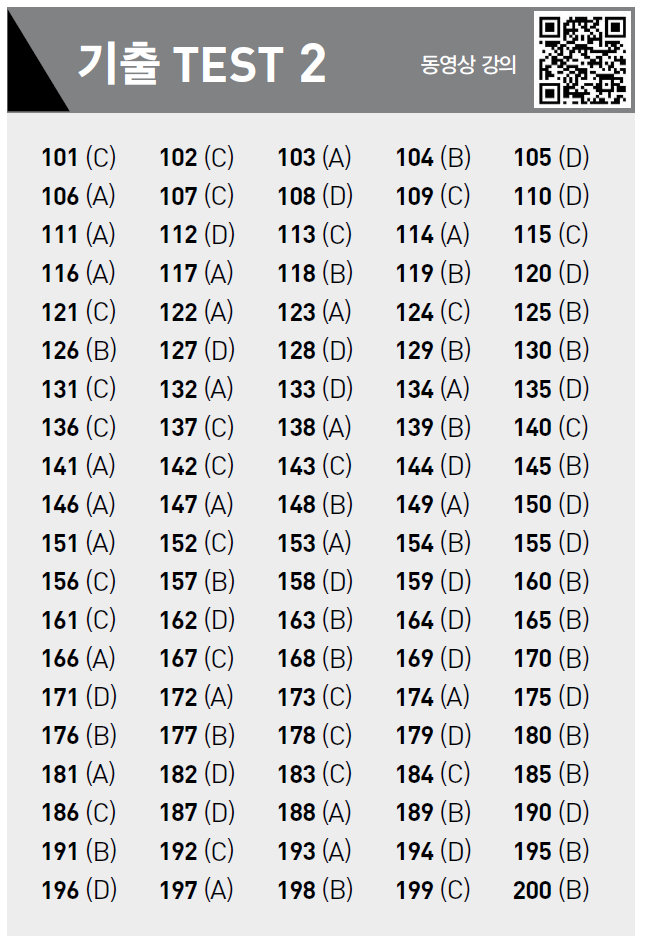 기출 TEST 2
동영상 강의
101 (C) 102 (C) 103 (A) 104 (B) 105 (D)
106 (A) 107 (C) 108 (D) 109 (C) 110 (D)
111 (A) 112 (D) 113 (C) 114 (A) 115 (C)
116 (A) 117 (A) 118 (B) 119 (B) 120 (D)
121 (C) 122 (A) 123 (A) 124 (C) 125 (B)
126 (B) 127 (D) 128 (D) 129 (B) 130 (B)
131 (C) 132 (A) 133 (D) 134 (A) 135 (D)
136 (C) 137 (C) 138 (A) 139 (B) 140 (C)
141 (A) 142 (C) 143 (C) 144 (D) 145 (B)
146 (A) 147 (A) 148 (B) 149 (A) 150 (D)
151 (A) 152 (C) 153 (A) 154 (B) 155 (D)
156 (C) 157 (B) 158 (D) 159 (D) 160 (B)
161 (C) 162 (D) 163 (B) 164 (D) 165 (B)
166 (A) 167 (C) 168 (B) 169 (D) 170 (B)
171 (D) 172 (A) 173 (C) 174 (A) 175 (D)
176 (B) 177 (B) 178 (C) 179 (D) 180 (B)
181 (A) 182 (D) 183 (C) 184 (C) 185 (B)
186 (C) 187 (D) 188 (A) 189 (B) 190 (D)
191 (B) 192 (C) 193 (A) 194 (D) 195 (B)
196 (D) 197 (A) 198 (B) 199 (C) 200 (B)